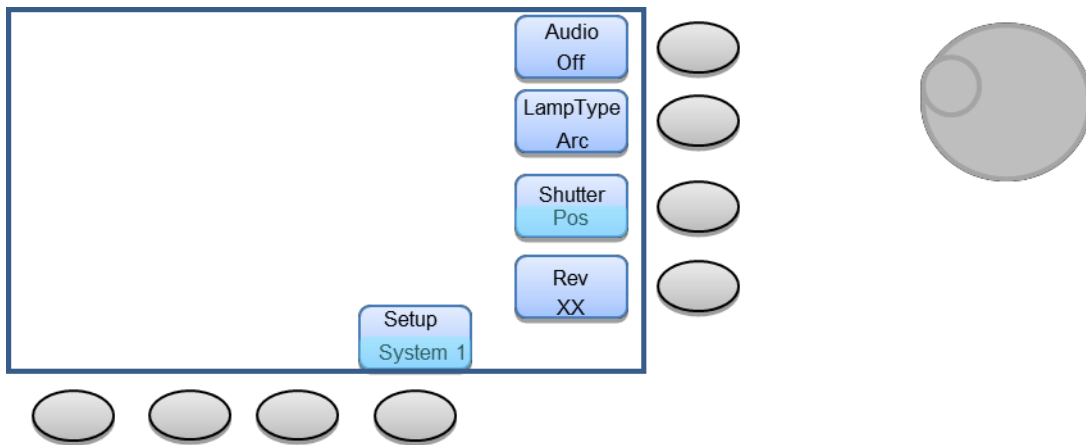 Audio
Off
LampType
Arc
Shutter
Pos
Rev
XX
Setup
System 1